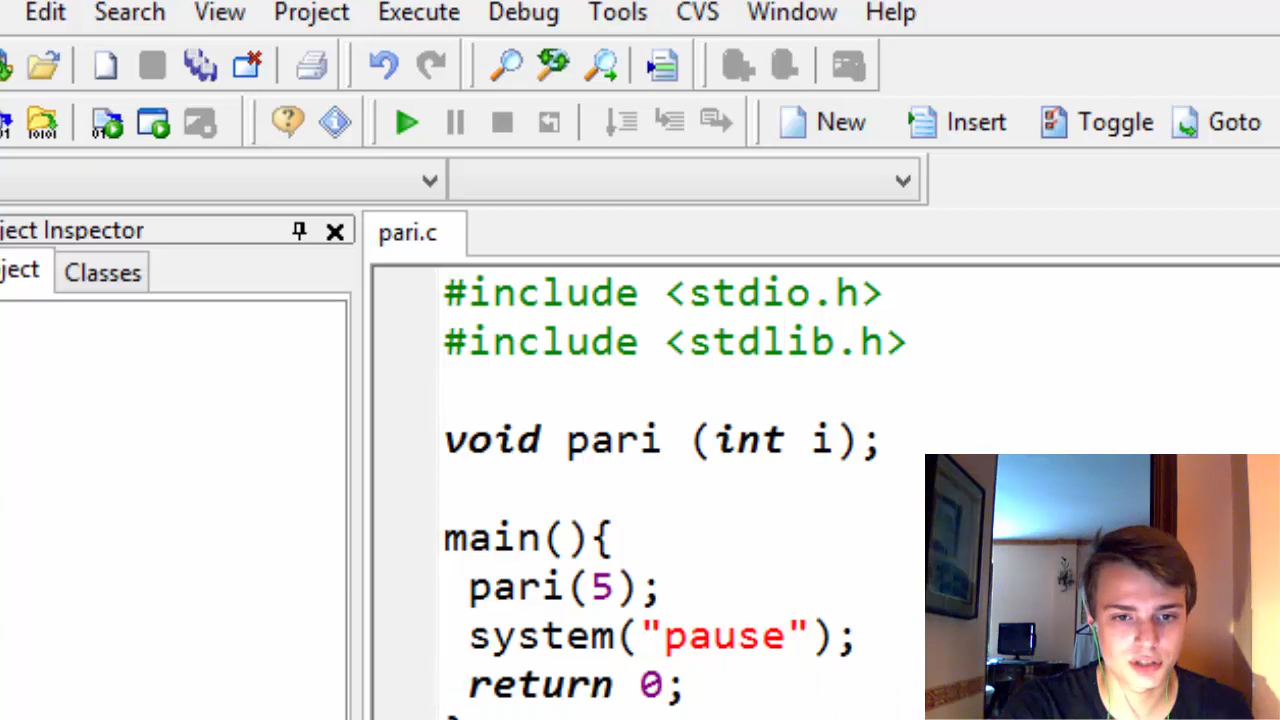 Edit Search View Project Execute Debug Tools CVS Window Help
New Insert Toggle Goto
ject Inspector
ject Classes
pari.c
#include <stdio.h>
#include <stdlib.h>
void pari (int i);
main(){
pari(5);
system("pause");
return 0;